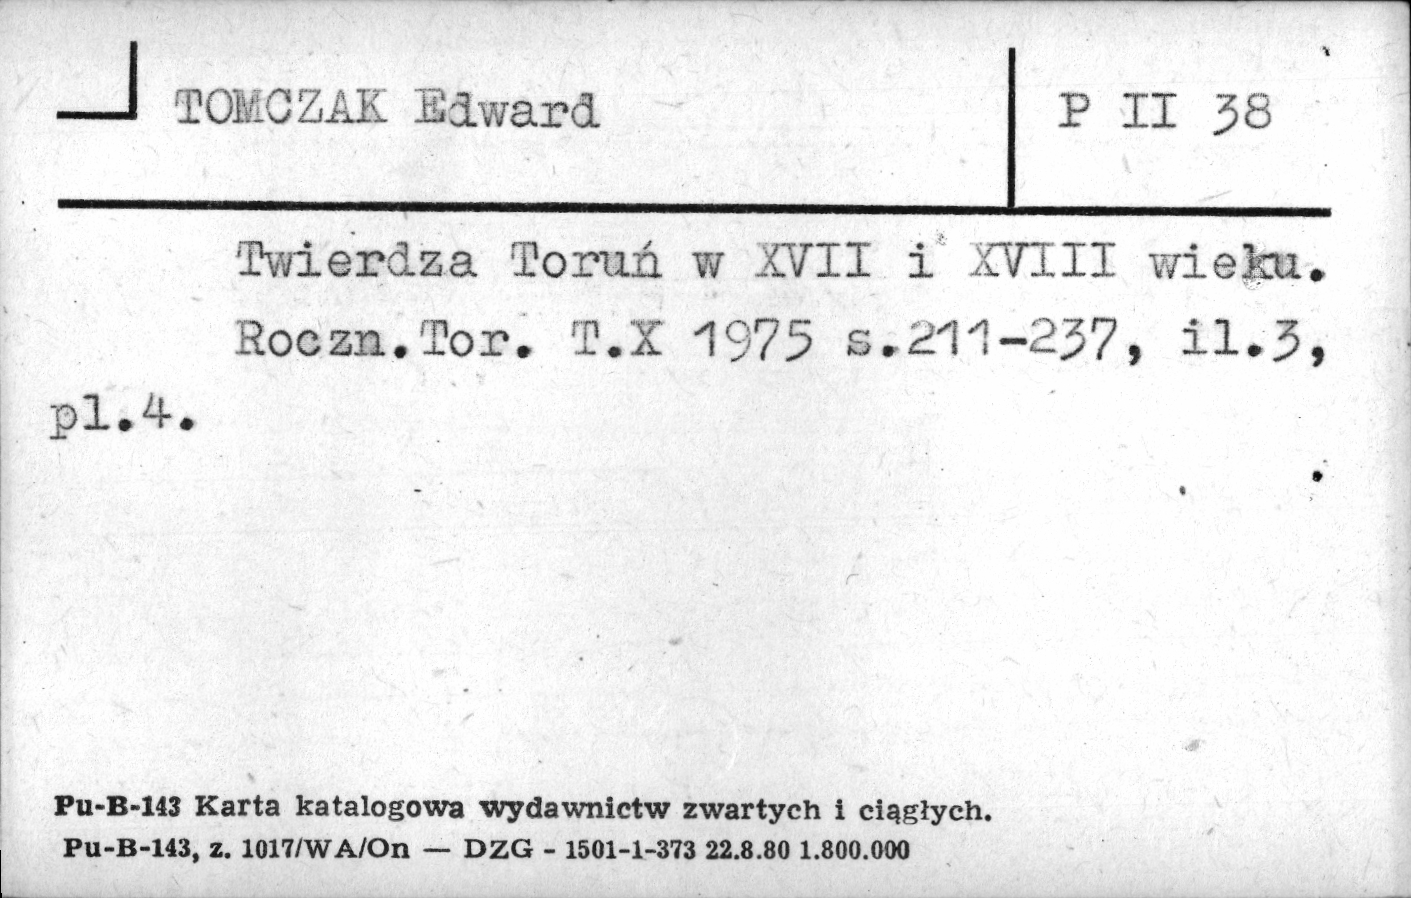 TOMCZAK Edward
P II 38
Twierdza Toruń w XVII i XVIII wieku.
Roczn.Tor. T.X 1975 s.211-237, il.3,
pl.4.
Pu-B-143 Karta katalogowa wydawnictw zwartych i ciągłych.
Pu-B-143, z. 1017/WA/On — DZG - 1501-1-373 22.8.80 1.800.000